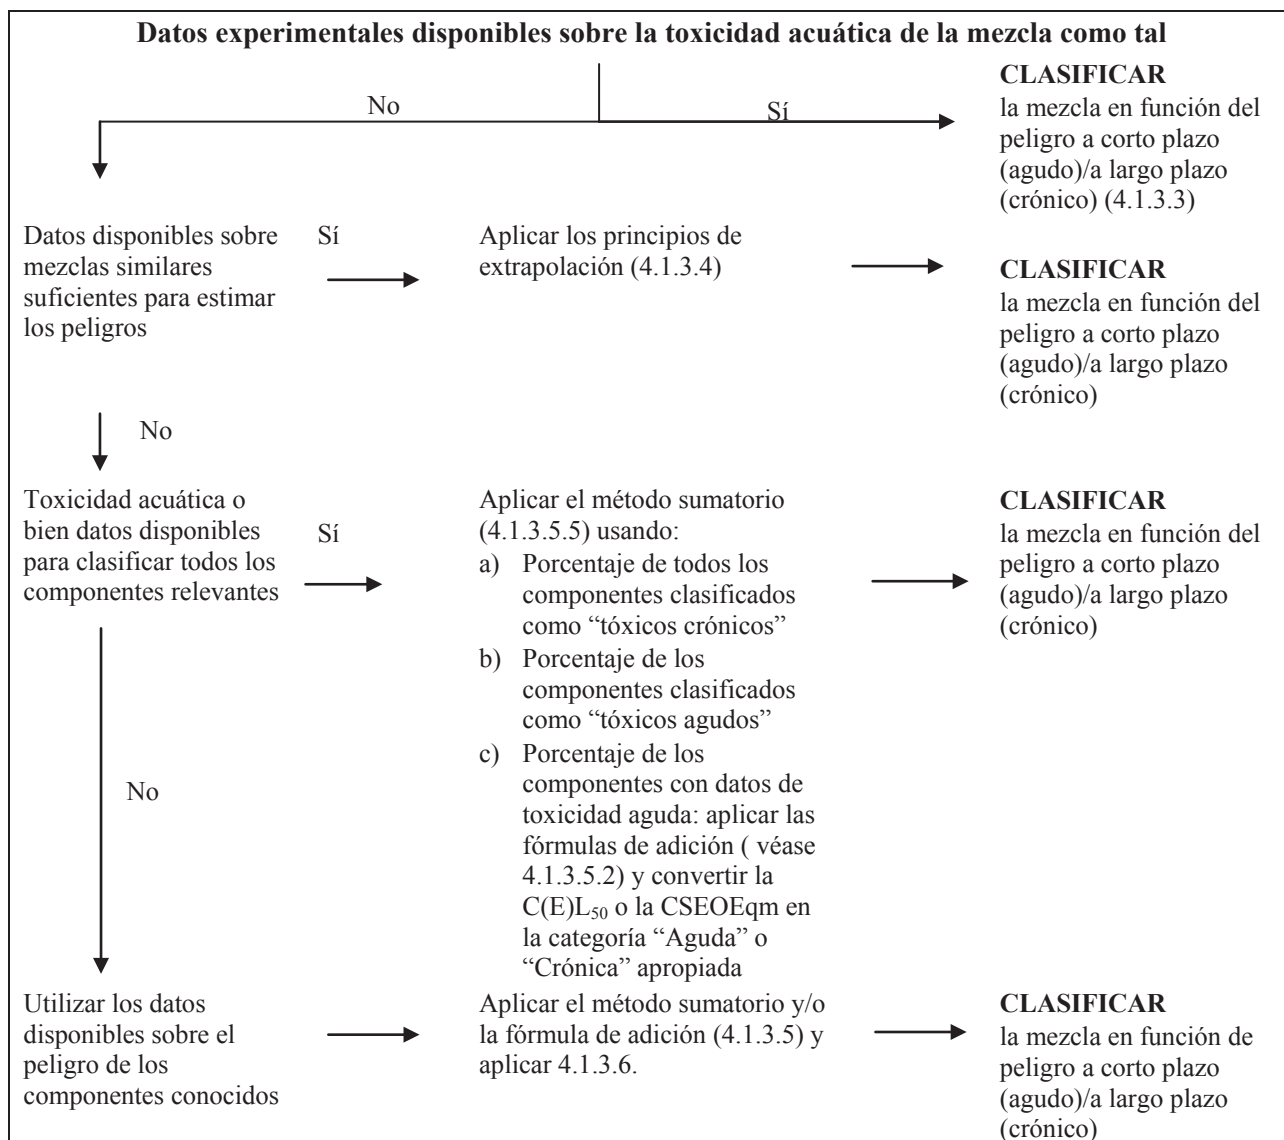 Datos experimentales disponibles sobre la toxicidad acuática de la mezcla como tal
No
Sí
CLASIFICAR
la mezcla en función del
peligro a corto plazo
(agudo)/a largo plazo
(crónico) (4.1.3.3)
Datos disponibles sobre
mezclas similares
suficientes para estimar
los peligros
Sí
Aplicar los principios de
extrapolación (4.1.3.4)
CLASIFICAR
la mezcla en función del
peligro a corto plazo
(agudo)/a largo plazo
(crónico)
No
Toxicidad acuática o
bien datos disponibles
para clasificar todos los
componentes relevantes
Sí
Aplicar el método sumatorio
(4.1.3.5.5) usando:
a) Porcentaje de todos los
componentes clasificados
como “tóxicos crónicos”
b) Porcentaje de los
componentes clasificados
como “tóxicos agudos”
c) Porcentaje de los
componentes con datos de
toxicidad aguda: aplicar las
fórmulas de adición ( véase
4.1.3.5.2) y convertir la
C(E)L₅₀ o la CSEOEqm en
la categoría “Aguda” o
“Crónica” apropiada
CLASIFICAR
la mezcla en función del
peligro a corto plazo
(agudo)/a largo plazo
(crónico)
No
Utilizar los datos
disponibles sobre el
peligro de los
componentes conocidos
Aplicar el método sumatorio y/o
la fórmula de adición (4.1.3.5) y
aplicar 4.1.3.6.
CLASIFICAR
la mezcla en función de
peligro a corto plazo
(agudo)/a largo plazo
(crónico)